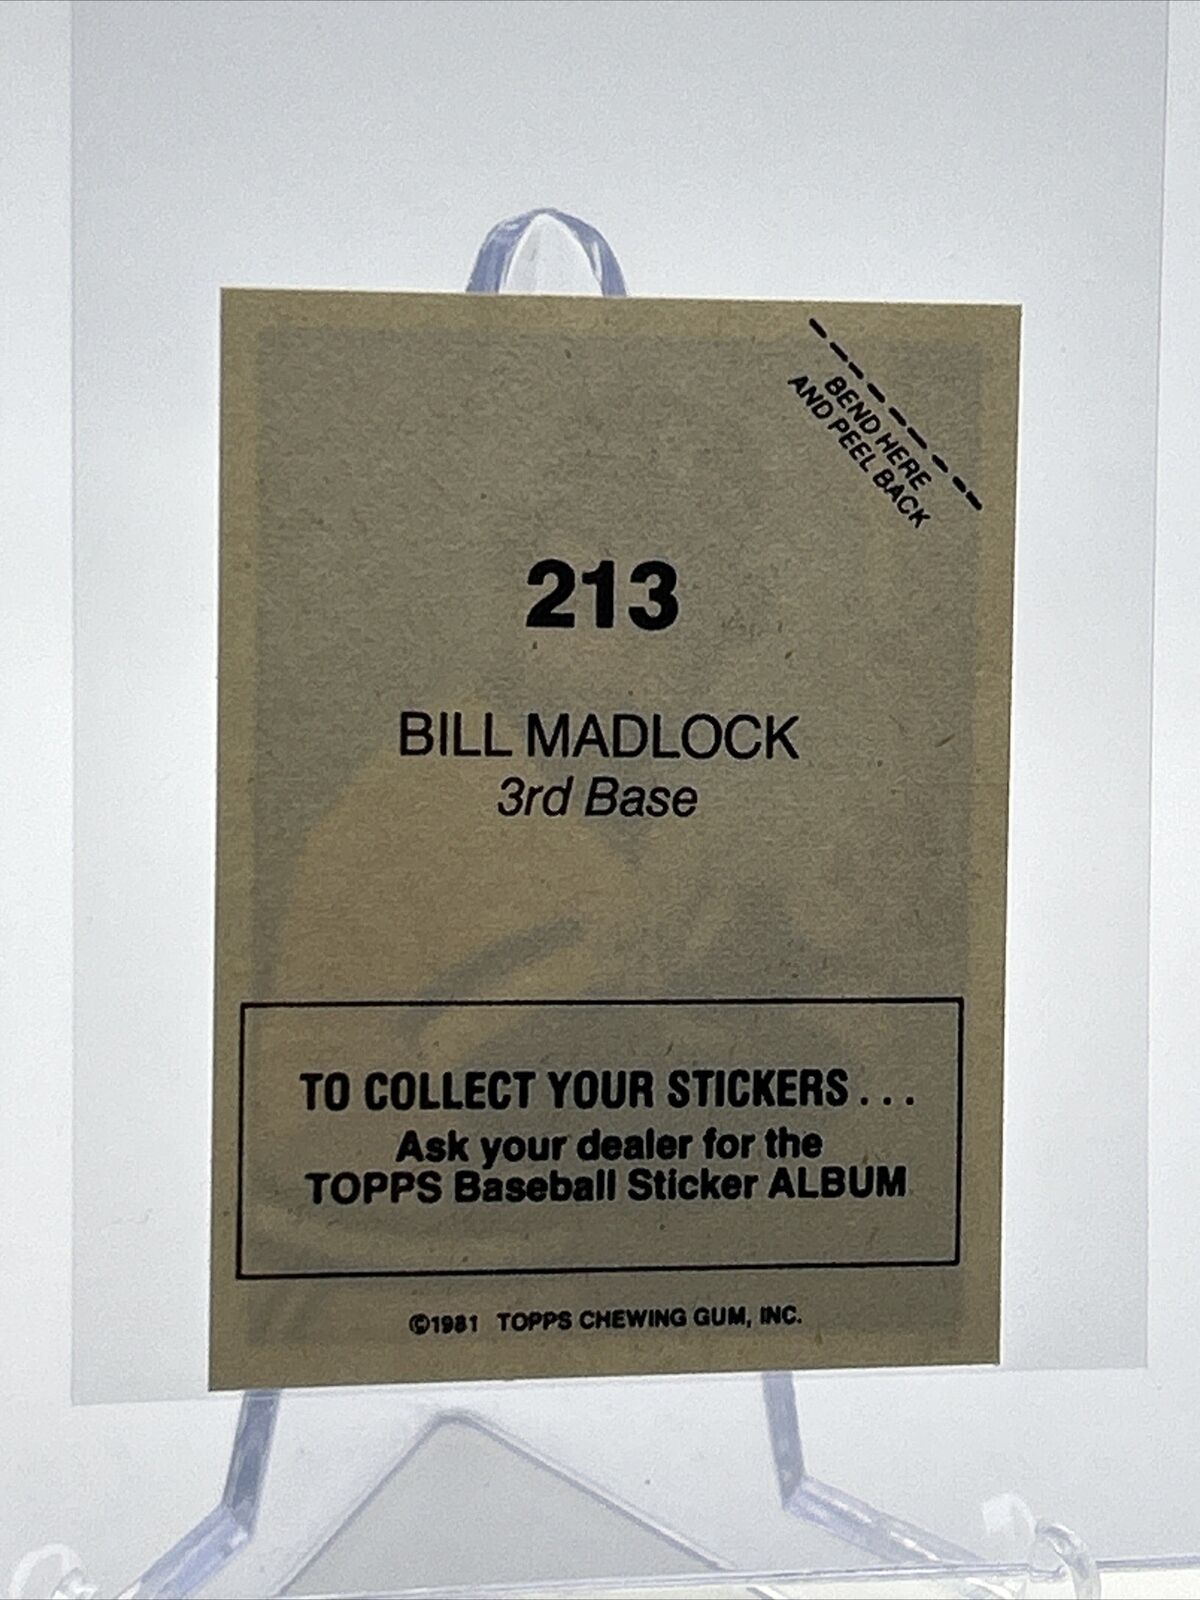 BEND HERE
AND PEEL BACK
213
BILL MADLOCK
3rd Base
TO COLLECT YOUR STICKERS...
Ask your dealer for the
TOPPS Baseball Sticker ALBUM
©1981 TOPPS CHEWING GUM, INC.